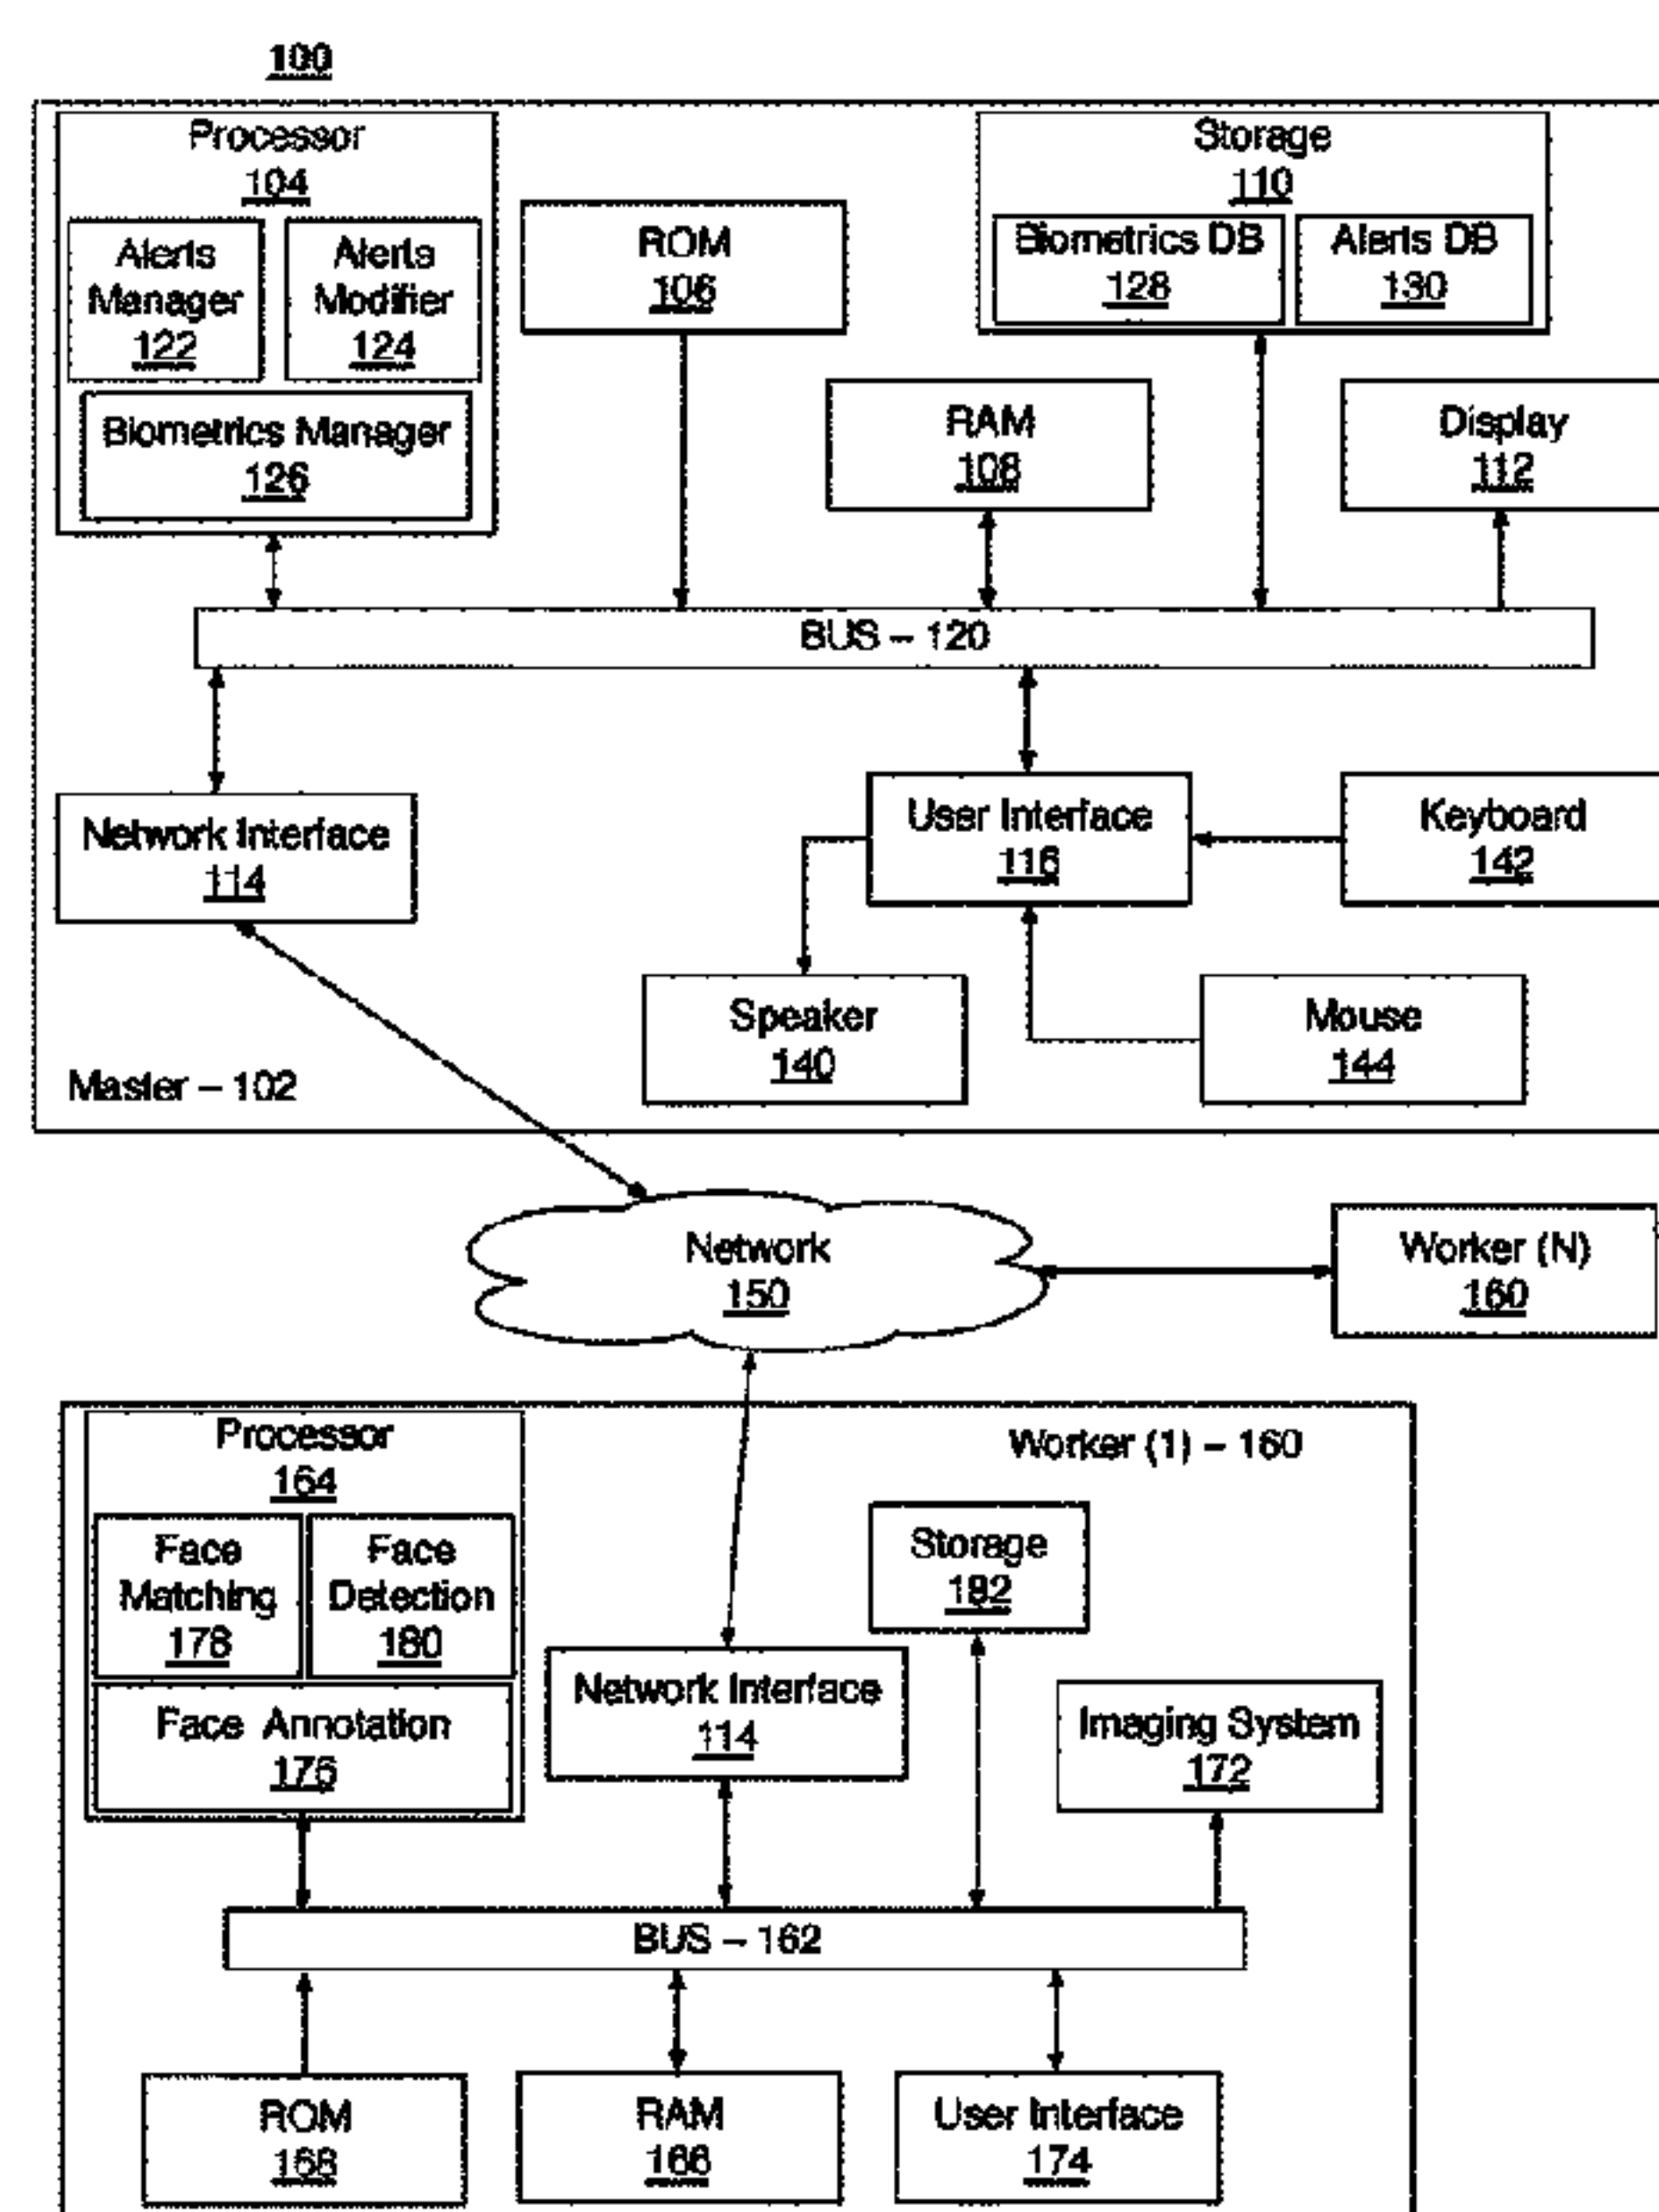 100
Processor
104
Alerts
Manager
122
Alerts
Modifier
124
Biometrics Manager
126
ROM
106
Storage
110
Biometrics DB
128
Alerts DB
130
RAM
108
Display
112
BUS – 120
Network Interface
114
User Interface
116
Keyboard
142
Speaker
140
Mouse
144
Master – 102
Network
150
Worker (N)
160
Processor
164
Worker (1) – 160
Face
Matching
178
Face
Detection
180
Face Annotation
176
Storage
182
Network Interface
114
Imaging System
172
BUS – 162
ROM
168
RAM
166
User Interface
174